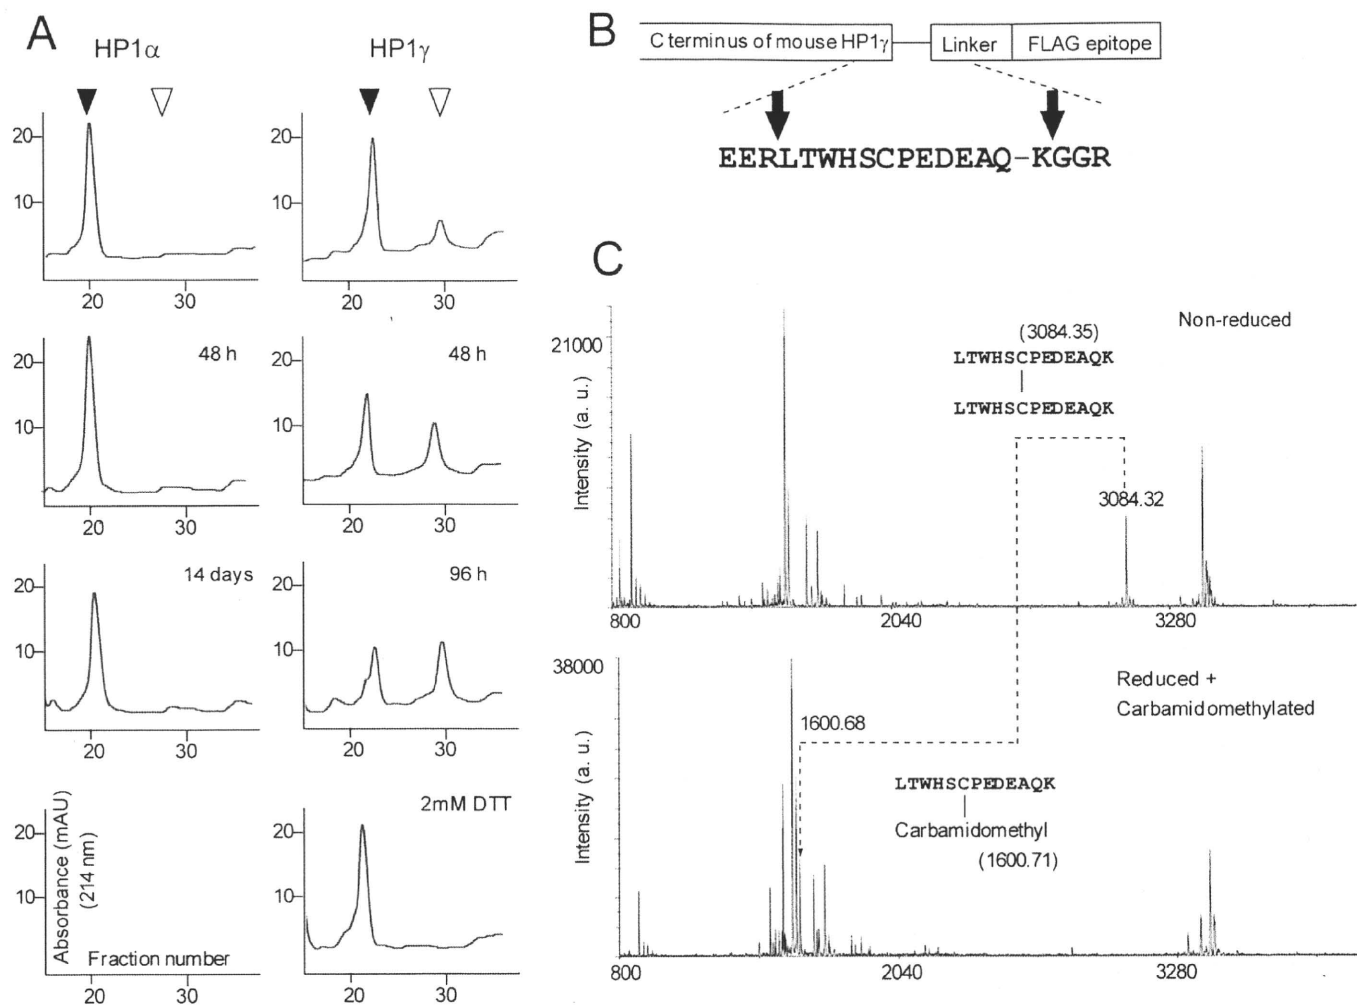 A
HP1α
HP1γ
20
10
20
30
20
10
20
30
48 h
20
10
20
30
48 h
20
10
20
30
14 days
20
10
20
30
96 h
20
10
20
30
Absorbance (mAU)
(214 nm)
20
10
Fraction number
20
30
2mM DTT
20
10
20
30
B
C terminus of mouse HP1γ
Linker
FLAG epitope
EERLTWHSCPEDEAQ-KGGR
C
Non-reduced
21000
Intensity (a. u.)
(3084.35)
LTWHSCPEDEAQK
LTWHSCPEDEAQK
3084.32
800
2040
3280
Reduced +
Carbamidomethylated
38000
Intensity (a. u.)
1600.68
LTWHSCPEDEAQK
Carbamidomethyl
(1600.71)
800
2040
3280